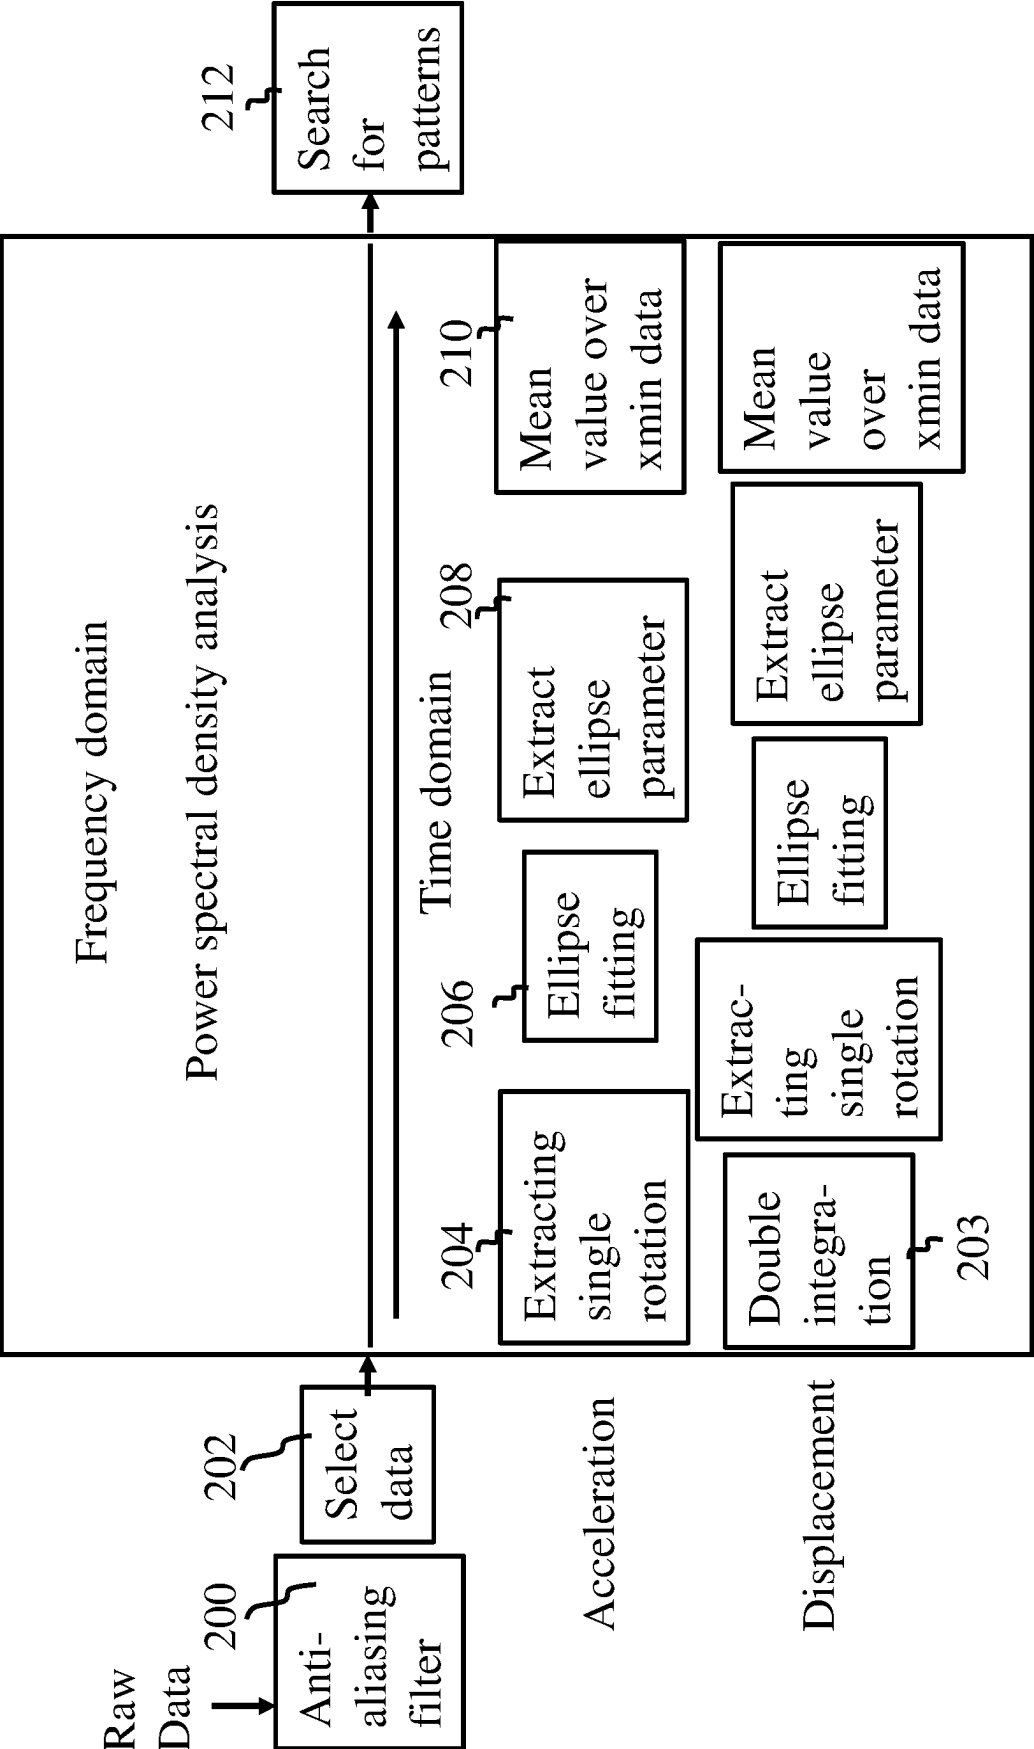 Raw
Data
200
Anti-
aliasing
filter
202
Select
data
Frequency domain
Power spectral density analysis
Time domain
Acceleration
204
Extracting
single
rotation
206
Ellipse
fitting
208
Extract
ellipse
parameter
210
Mean
value over
xmin data
Displacement
Double
integra-
tion
203
Extrac-
ting
single
rotation
Ellipse
fitting
Extract
ellipse
parameter
Mean
value
over
xmin data
212
Search
for
patterns